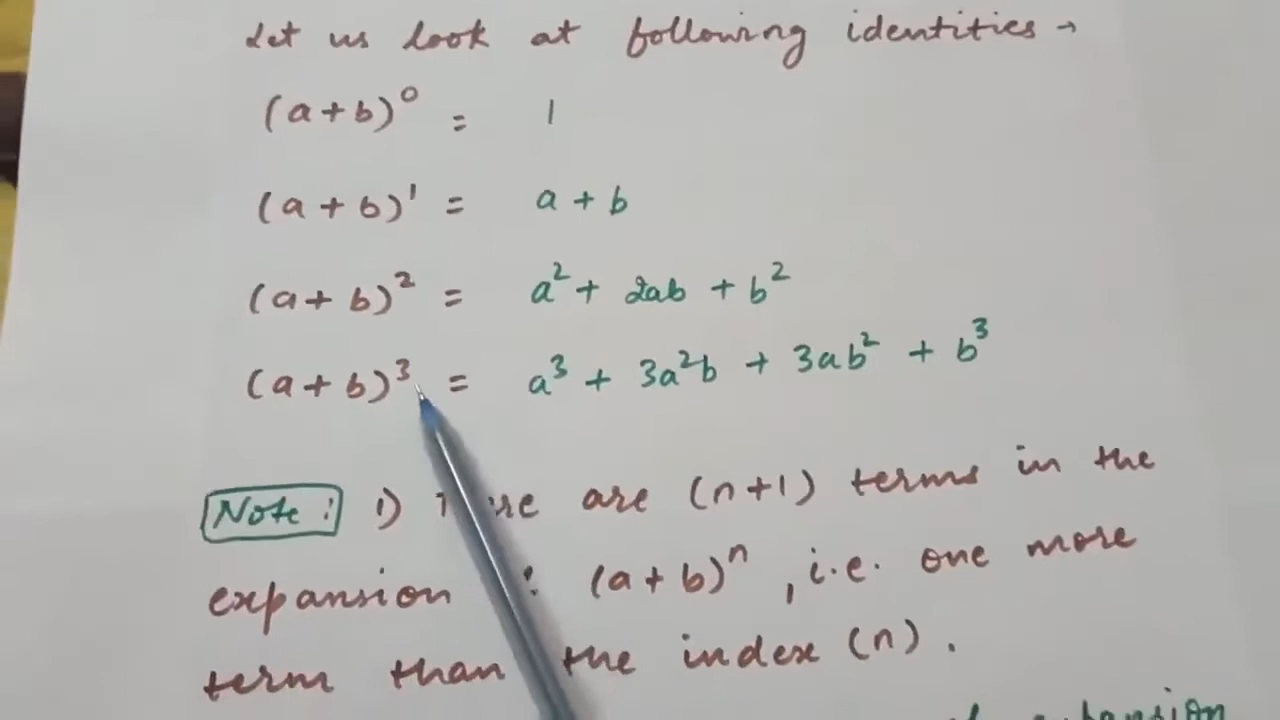 Let us look at following identities →
(a+b)⁰ = 1
(a+b)¹ = a+b
(a+b)² = a² + 2ab + b²
(a+b)³ = a³ + 3a²b + 3ab² + b³
Note: 1) are (n+1) terms in the
expansion (a+b)ⁿ, i.e. one more
term than the index (n).
expansion